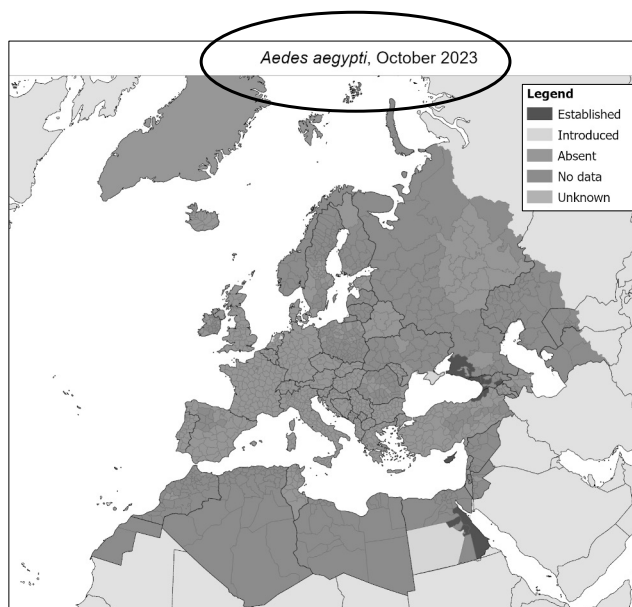 Aedes aegypti, October 2023
Legend
Established
Introduced
Absent
No data
Unknown